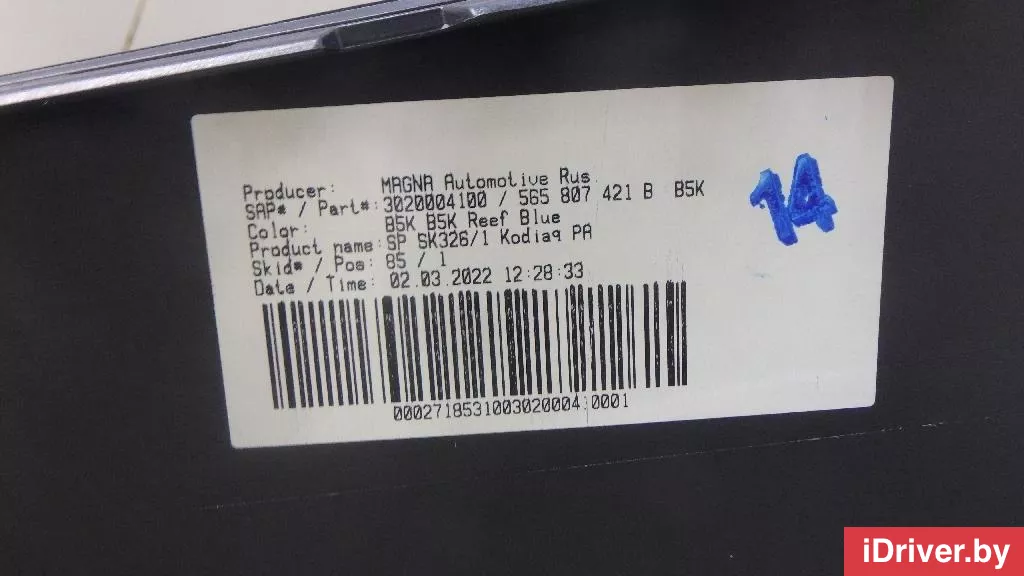 Producer: MAGNA Automotive Rus
SAP# / Part#: 3020004100 / 565 807 421 B B5K
Color: B5K B5K Reef Blue
Product name: SP SK326/1 Kodiaq PA
Skid# / Pos: 85 / 1
Date / Time: 02.03.2022 12:28:33
14
0002718531003020004 0001
iDriver.by